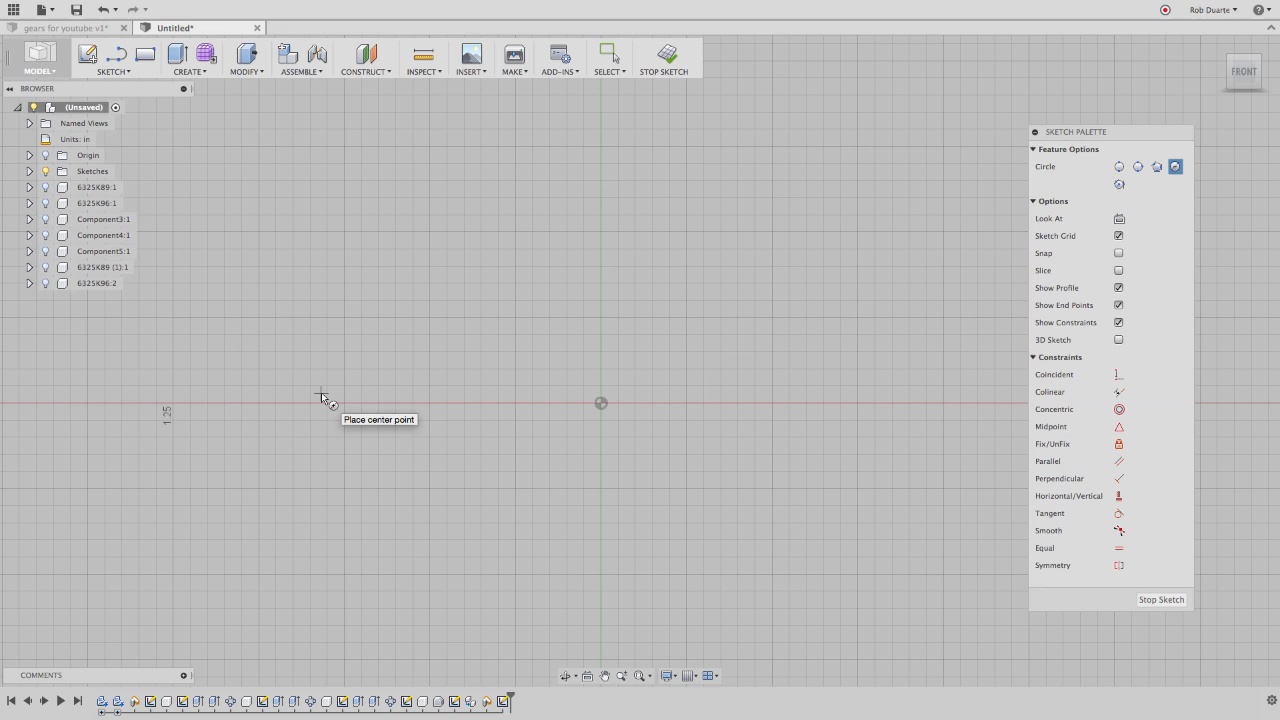 Rob Duarte
gears for youtube v1*
Untitled*
MODEL
SKETCH
CREATE
MODIFY
ASSEMBLE
CONSTRUCT
INSPECT
INSERT
MAKE
ADD-INS
SELECT
STOP SKETCH
FRONT
BROWSER
(Unsaved)
Named Views
Units: in
Origin
Sketches
6325K89:1
6325K96:1
Component3:1
Component4:1
Component5:1
6325K89 (1):1
6325K96:2
1.25
Place center point
SKETCH PALETTE
Feature Options
Circle
Options
Look At
Sketch Grid
Snap
Slice
Show Profile
Show End Points
Show Constraints
3D Sketch
Constraints
Coincident
Colinear
Concentric
Midpoint
Fix/UnFix
Parallel
Perpendicular
Horizontal/Vertical
Tangent
Smooth
Equal
Symmetry
Stop Sketch
COMMENTS